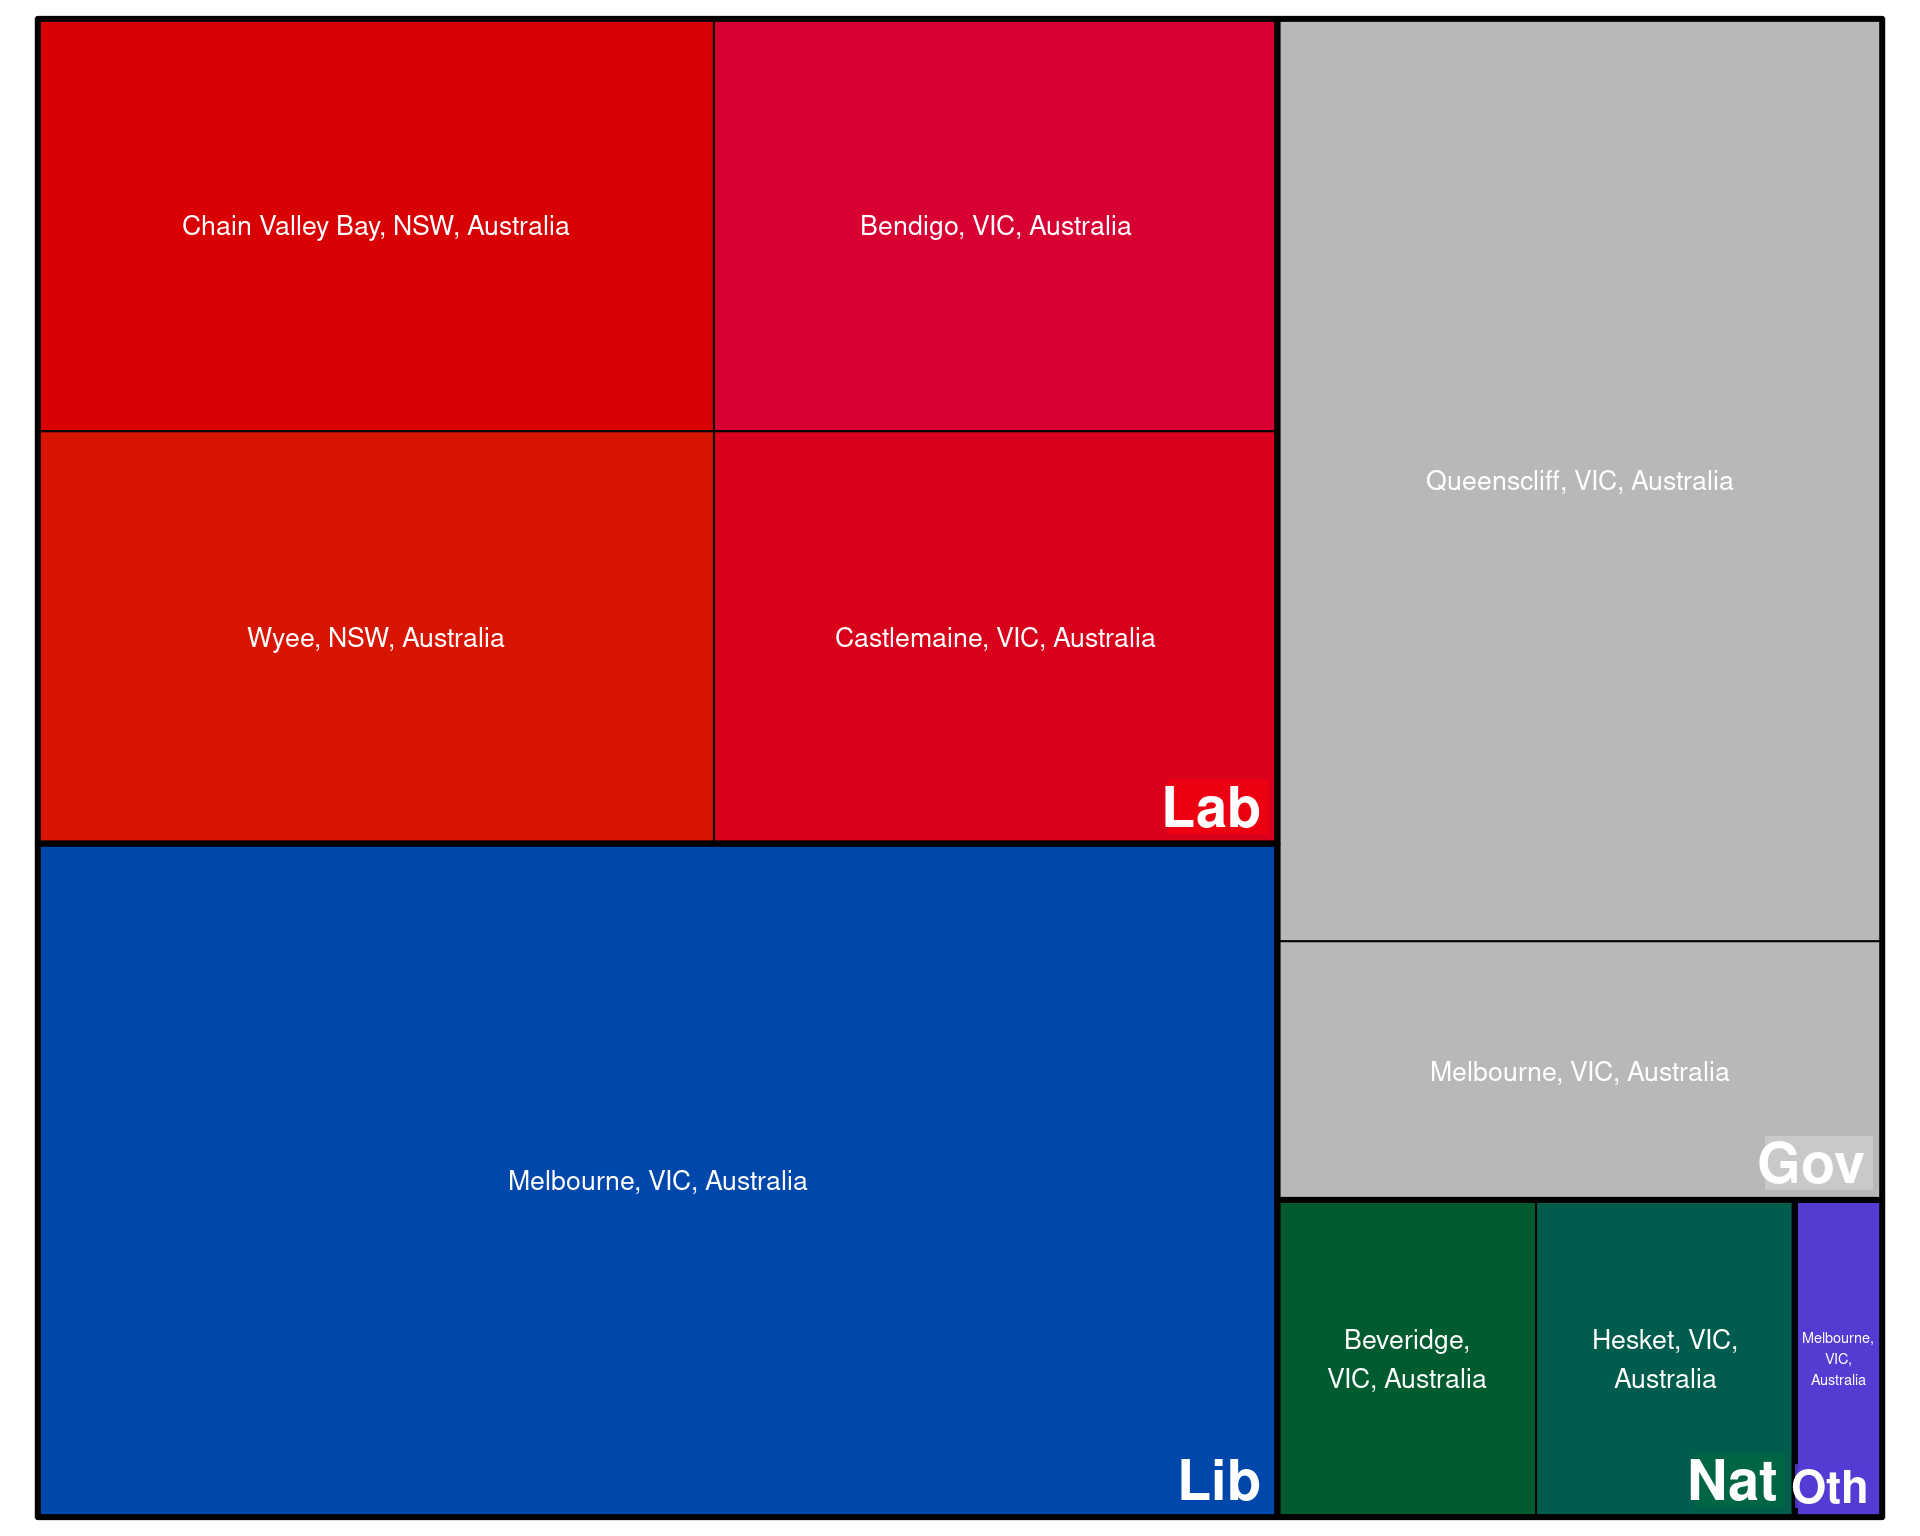 Chain Valley Bay, NSW, Australia
Bendigo, VIC, Australia
Wyee, NSW, Australia
Castlemaine, VIC, Australia
Lab
Melbourne, VIC, Australia
Lib
Queenscliff, VIC, Australia
Melbourne, VIC, Australia
Gov
Beveridge,
VIC, Australia
Hesket, VIC,
Australia
Nat
Melbourne,
VIC,
Australia
Oth